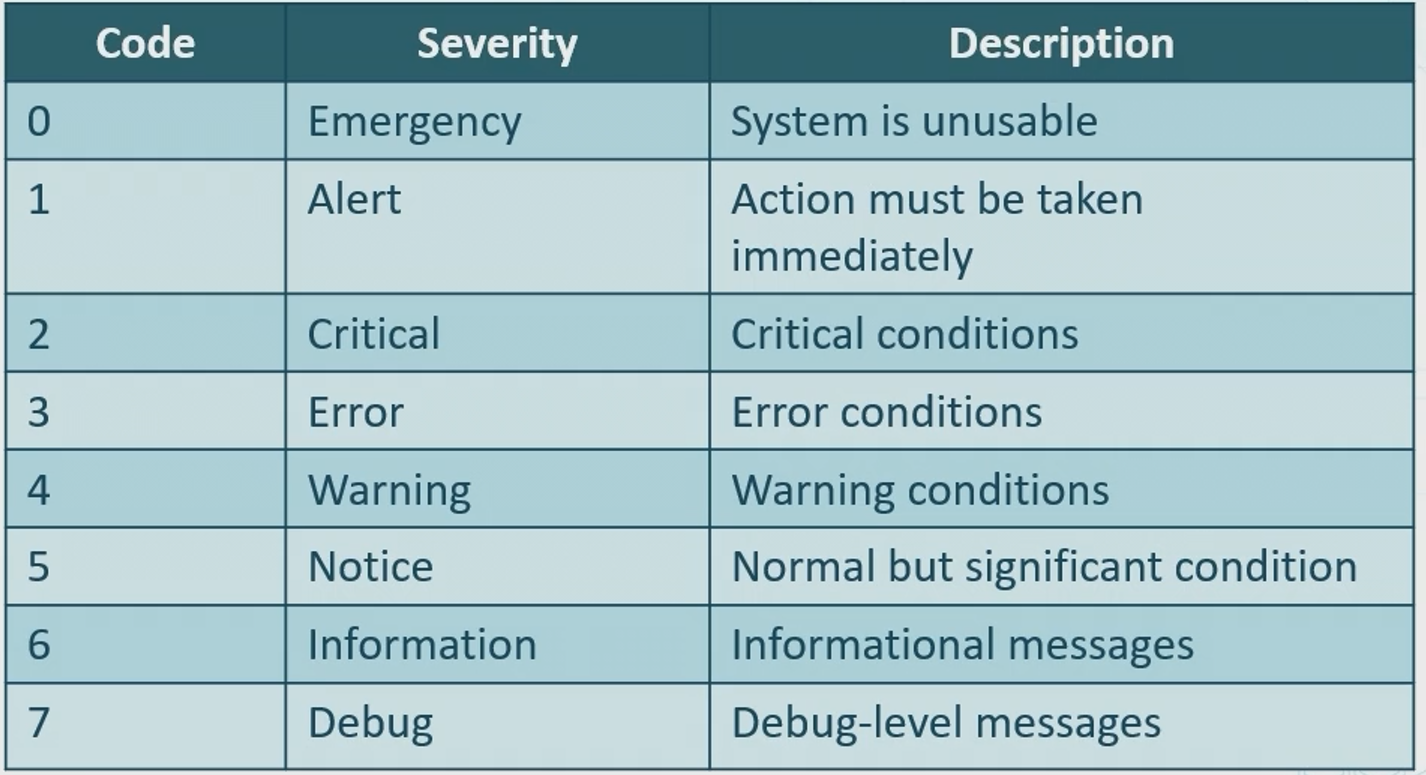 Code Severity Description
0 Emergency System is unusable
1 Alert Action must be taken
immediately
2 Critical Critical conditions
3 Error Error conditions
4 Warning Warning conditions
5 Notice Normal but significant condition
6 Information Informational messages
7 Debug Debug-level messages